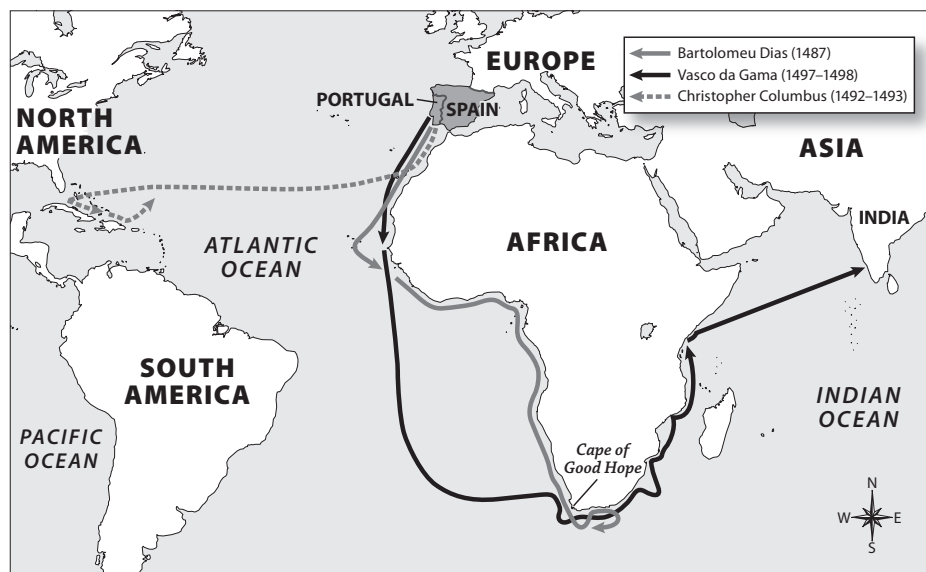 EUROPE
Bartolomeu Dias (1487)
Vasco da Gama (1497–1498)
Christopher Columbus (1492–1493)
PORTUGAL
SPAIN
NORTH
AMERICA
ASIA
INDIA
ATLANTIC
OCEAN
AFRICA
SOUTH
AMERICA
INDIAN
OCEAN
PACIFIC
OCEAN
Cape of
Good Hope
N
W
E
S